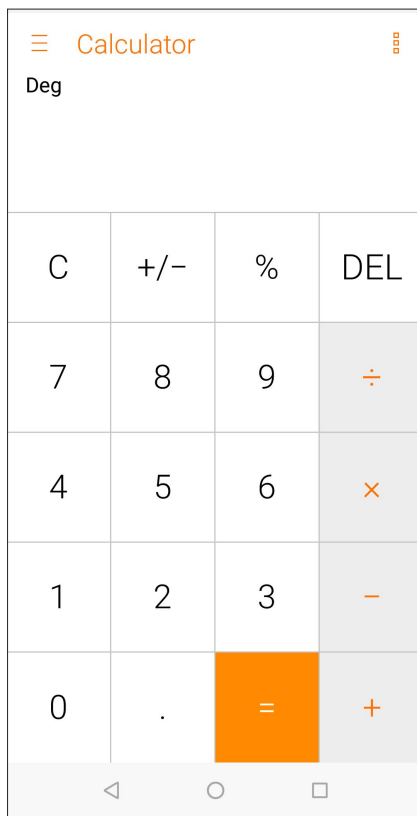 Calculator
Deg
C +/− % DEL
7 8 9 ÷
4 5 6 ×
1 2 3 −
0 . = +